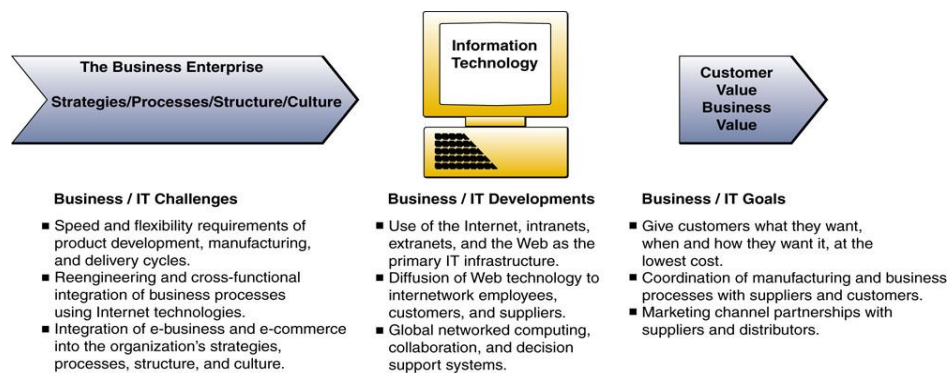 The Business Enterprise
Strategies/Processes/Structure/Culture
Information
Technology
Customer
Value
Business
Value
Business / IT Challenges
■ Speed and flexibility requirements of
product development, manufacturing,
and delivery cycles.
■ Reengineering and cross-functional
integration of business processes
using Internet technologies.
■ Integration of e-business and e-commerce
into the organization's strategies,
processes, structure, and culture.
Business / IT Developments
■ Use of the Internet, intranets,
extranets, and the Web as the
primary IT infrastructure.
■ Diffusion of Web technology to
internetwork employees,
customers, and suppliers.
■ Global networked computing,
collaboration, and decision
support systems.
Business / IT Goals
■ Give customers what they want,
when and how they want it, at the
lowest cost.
■ Coordination of manufacturing and business
processes with suppliers and customers.
■ Marketing channel partnerships with
suppliers and distributors.